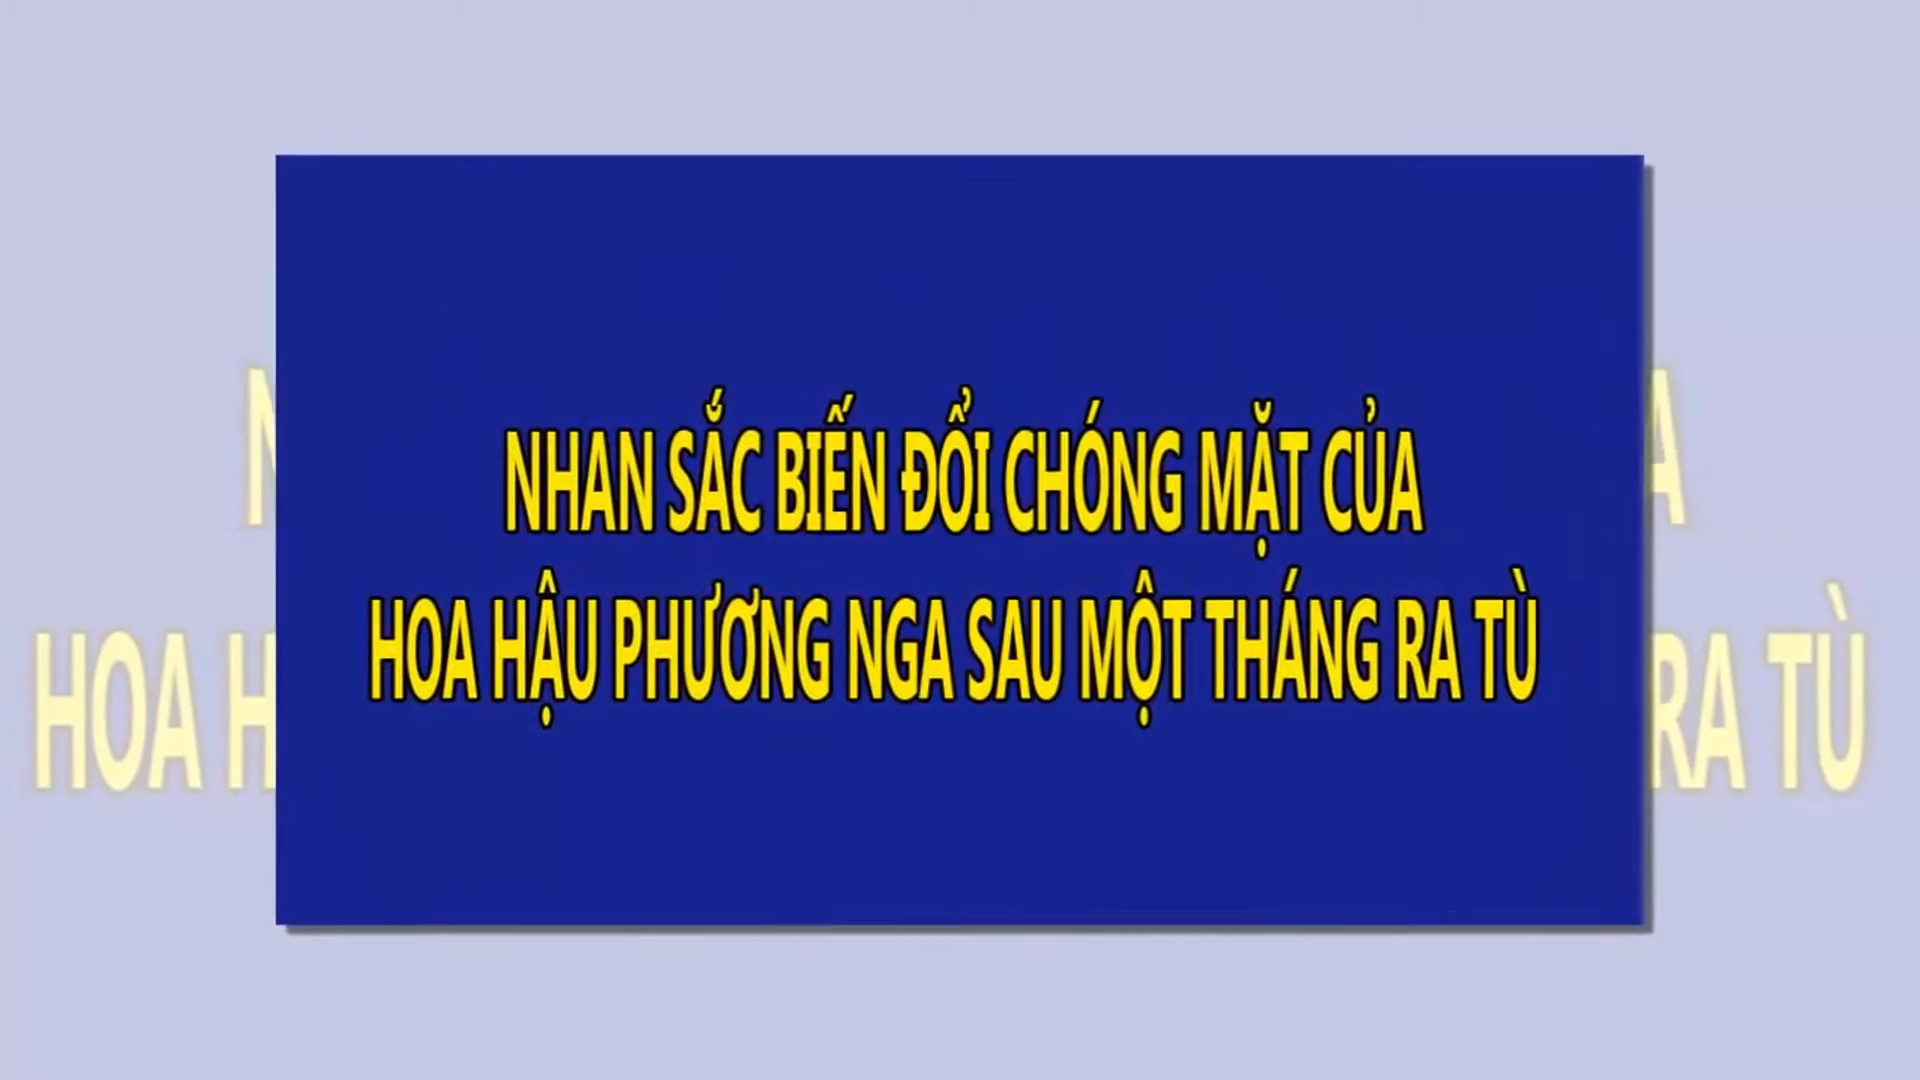 NHAN SẮC BIẾN ĐỔI CHÓNG MẶT CỦA
HOA HẬU PHƯƠNG NGA SAU MỘT THÁNG RA TÙ